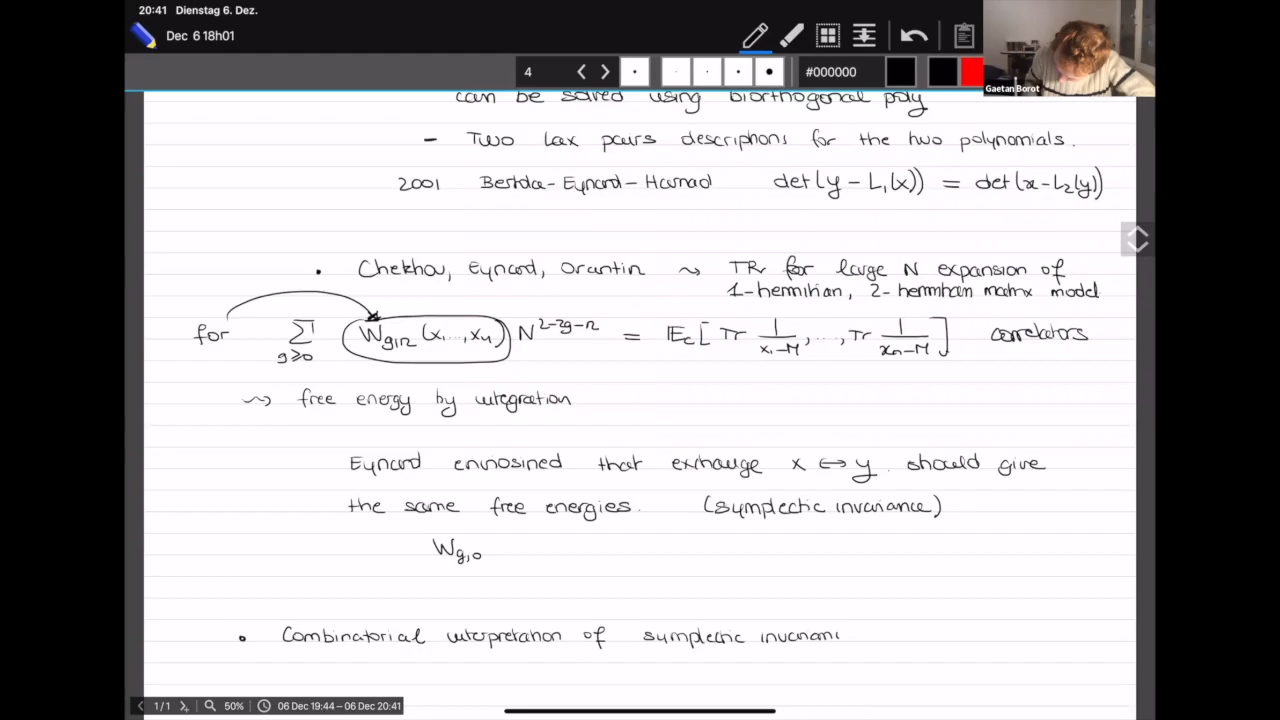 20:41 Dienstag 6. Dez.
Dec 6 18h01
4
#000000
Gaetan Borot
can be solved using biorthogonal poly
- Two Lax pairs descriptions for the two polynomials.
2001 Bertola-Eynard-Harnad det(y - L₁(x)) = det(x - L₂(y))
• Chekhov, Eynard, Orantin ⇝ TR for large N expansion of
1-hermitian, 2-hermitian matrix model
for ∑ g≥0 W_{g,n}(x₁,...,xₙ) N^{2-2g-n} = 𝔼_c [ Tr 1/(x₁-M), ..., Tr 1/(xₙ-M) ] correlators
⇝ free energy by integration
Eynard envisioned that exchange x ↔ y should give
the same free energies. (symplectic invariance)
W_{g,0}
• Combinatorial interpretation of symplectic invarian
1/1 50% 06 Dec 19:44 – 06 Dec 20:41